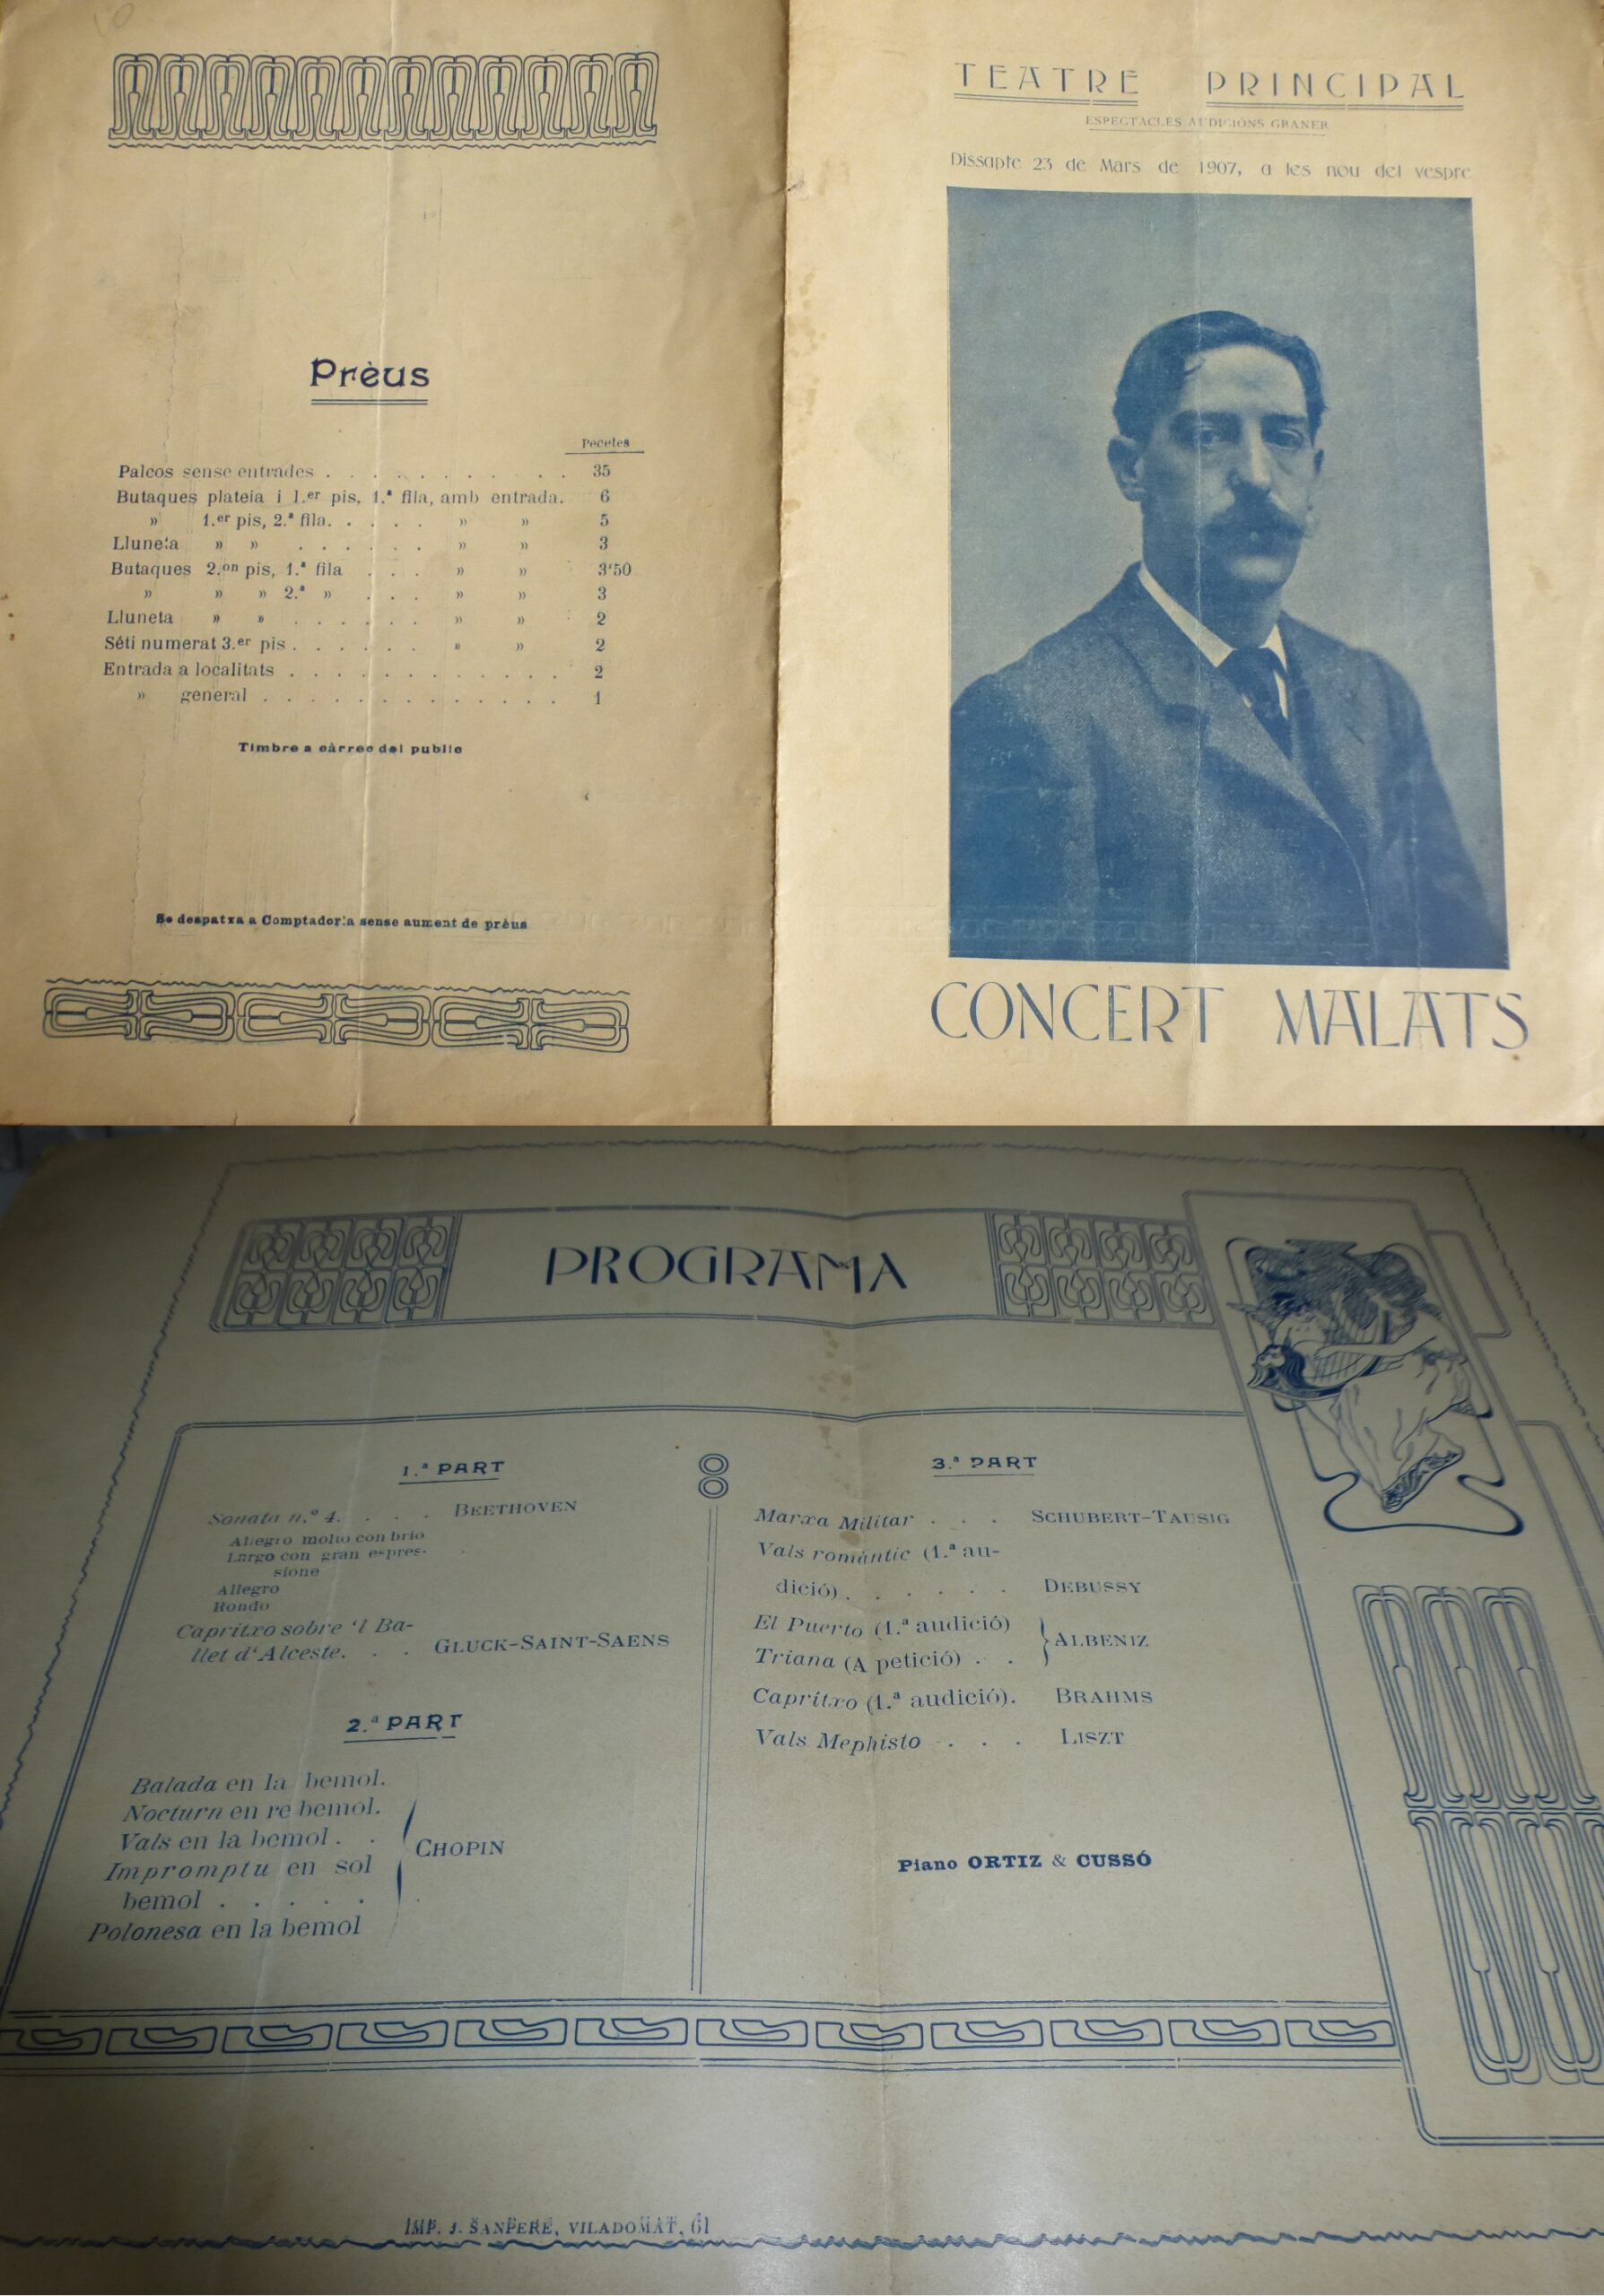 Prèus
Pecetes
Palcos sense entrades . . . . . . . . . . 35
Butaques plateia i 1.er pis, 1.ª fila, amb entrada. 6
» 1.er pis, 2.ª fila. . . . . » » 5
Lluneta » » . . . . . . » » 3
Butaques 2.on pis, 1.ª fila . . . » » 3'50
» » » 2.ª » . . . » » 3
Lluneta » » . . . . . . » » 2
Séti numerat 3.er pis . . . . . . » » 2
Entrada a localitats . . . . . . . . . . . 2
» general . . . . . . . . . . . . 1
Timbre a càrrec del public
Se despatxa a Comptadoría sense aument de prèus
TEATRE PRINCIPAL
ESPECTACLES AUDICIONS GRANER
Dissapte 23 de Mars de 1907, a les nou del vespre
CONCERT MALATS
PROGRAMA
1.ª PART
Sonata n.º 4. . . . BEETHOVEN
Allegro molto con brio
Largo con gran espres-
sione
Allegro
Rondo
Capritxo sobre 'l Ba-
llet d'Alceste. . . GLUCK-SAINT-SAENS
2.ª PART
Balada en la bemol.
Nocturn en re bemol.
Vals en la bemol . .
CHOPIN
Impromptu en sol
bemol . . . . .
Polonesa en la bemol
3.ª PART
Marxa Militar . . . SCHUBERT-TAUSIG
Vals romàntic (1.ª au-
dició) . . . . . . DEBUSSY
El Puerto (1.ª audició)
ALBENIZ
Triana (A petició) . .
Capritxo (1.ª audició). BRAHMS
Vals Mephisto . . . LISZT
Piano ORTIZ & CUSSÓ
IMP. J. SANPERE, VILADOMAT, 61